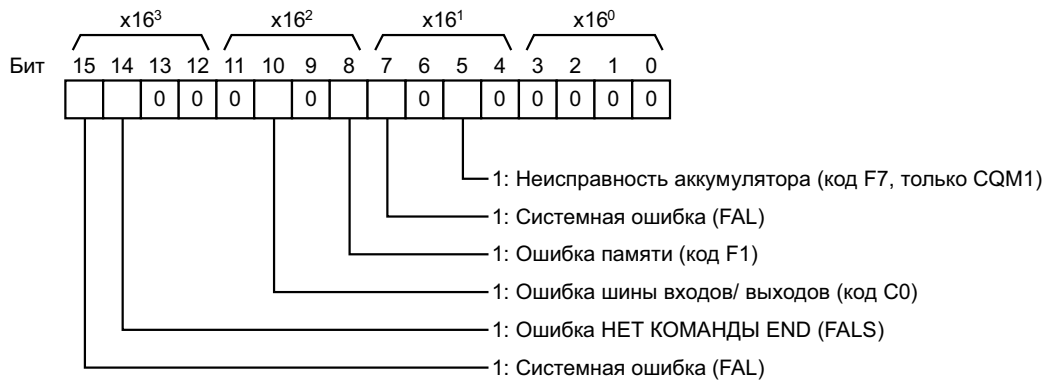 x16³ x16² x16¹ x16⁰
Бит 15 14 13 12 11 10 9 8 7 6 5 4 3 2 1 0
0 0 0 0 0 0 0 0 0 0
1: Неисправность аккумулятора (код F7, только CQM1)
1: Системная ошибка (FAL)
1: Ошибка памяти (код F1)
1: Ошибка шины входов/ выходов (код C0)
1: Ошибка НЕТ КОМАНДЫ END (FALS)
1: Системная ошибка (FAL)